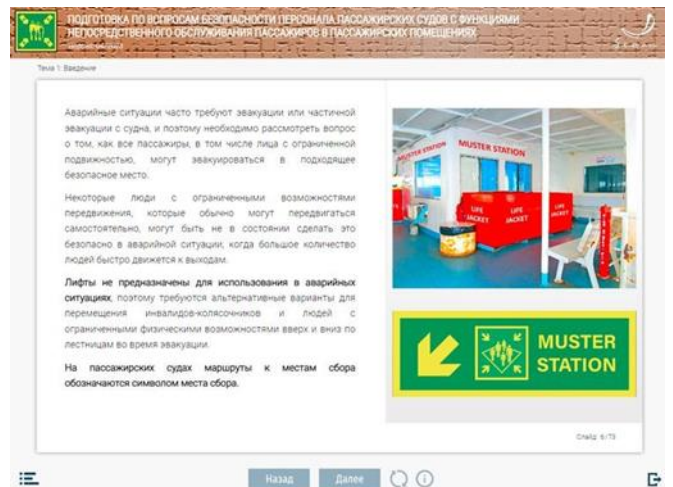 ПОДГОТОВКА ПО ВОПРОСАМ БЕЗОПАСНОСТИ ПЕРСОНАЛА ПАССАЖИРСКИХ СУДОВ С ФУНКЦИЯМИ
НЕПОСРЕДСТВЕННОГО ОБСЛУЖИВАНИЯ ПАССАЖИРОВ В ПАССАЖИРСКИХ ПОМЕЩЕНИЯХ
Тема 1: Введение
Аварийные ситуации часто требуют эвакуации или частичной
эвакуации с судна, и поэтому необходимо рассмотреть вопрос
о том, как все пассажиры, в том числе лица с ограниченной
подвижностью, могут эвакуироваться в подходящее
безопасное место.
Некоторые люди с ограниченными возможностями
передвижения, которые обычно могут передвигаться
самостоятельно, могут быть не в состоянии сделать это
безопасно в аварийной ситуации, когда большое количество
людей быстро движется к выходам.
Лифты не предназначены для использования в аварийных
ситуациях, поэтому требуются альтернативные варианты для
перемещения инвалидов-колясочников и людей с
ограниченными физическими возможностями вверх и вниз по
лестницам во время эвакуации.
На пассажирских судах маршруты к местам сбора
обозначаются символом места сбора.
MUSTER STATION
MUSTER STATION
LIFE
JACKET
LIFE
JACKET
LIFE
JACKET
MUSTER
STATION
Слайд: 6/73
Назад
Далее